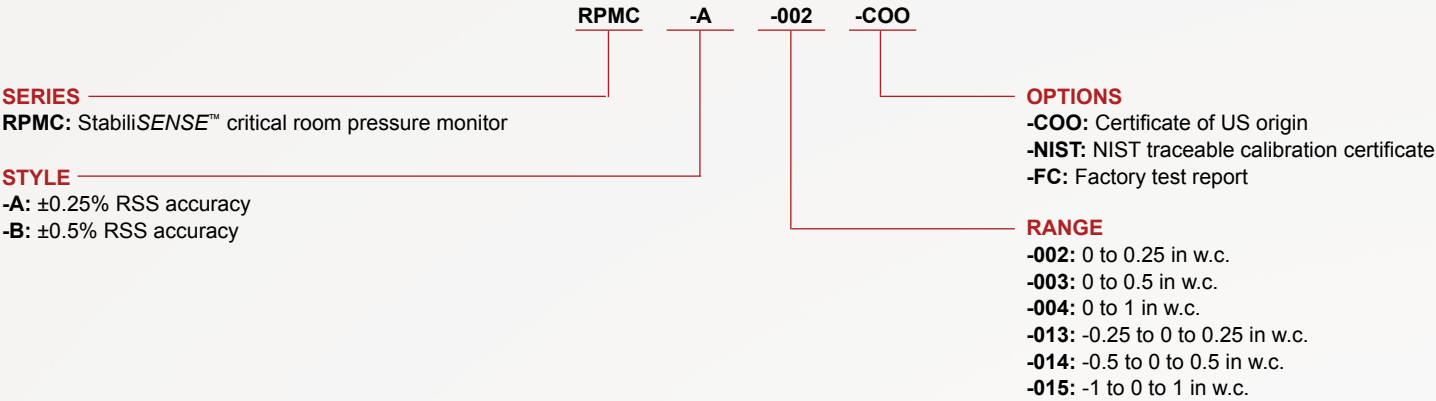 RPMC -A -002 -COO
SERIES
RPMC: StabiliSENSE™ critical room pressure monitor
STYLE
-A: ±0.25% RSS accuracy
-B: ±0.5% RSS accuracy
OPTIONS
-COO: Certificate of US origin
-NIST: NIST traceable calibration certificate
-FC: Factory test report
RANGE
-002: 0 to 0.25 in w.c.
-003: 0 to 0.5 in w.c.
-004: 0 to 1 in w.c.
-013: -0.25 to 0 to 0.25 in w.c.
-014: -0.5 to 0 to 0.5 in w.c.
-015: -1 to 0 to 1 in w.c.